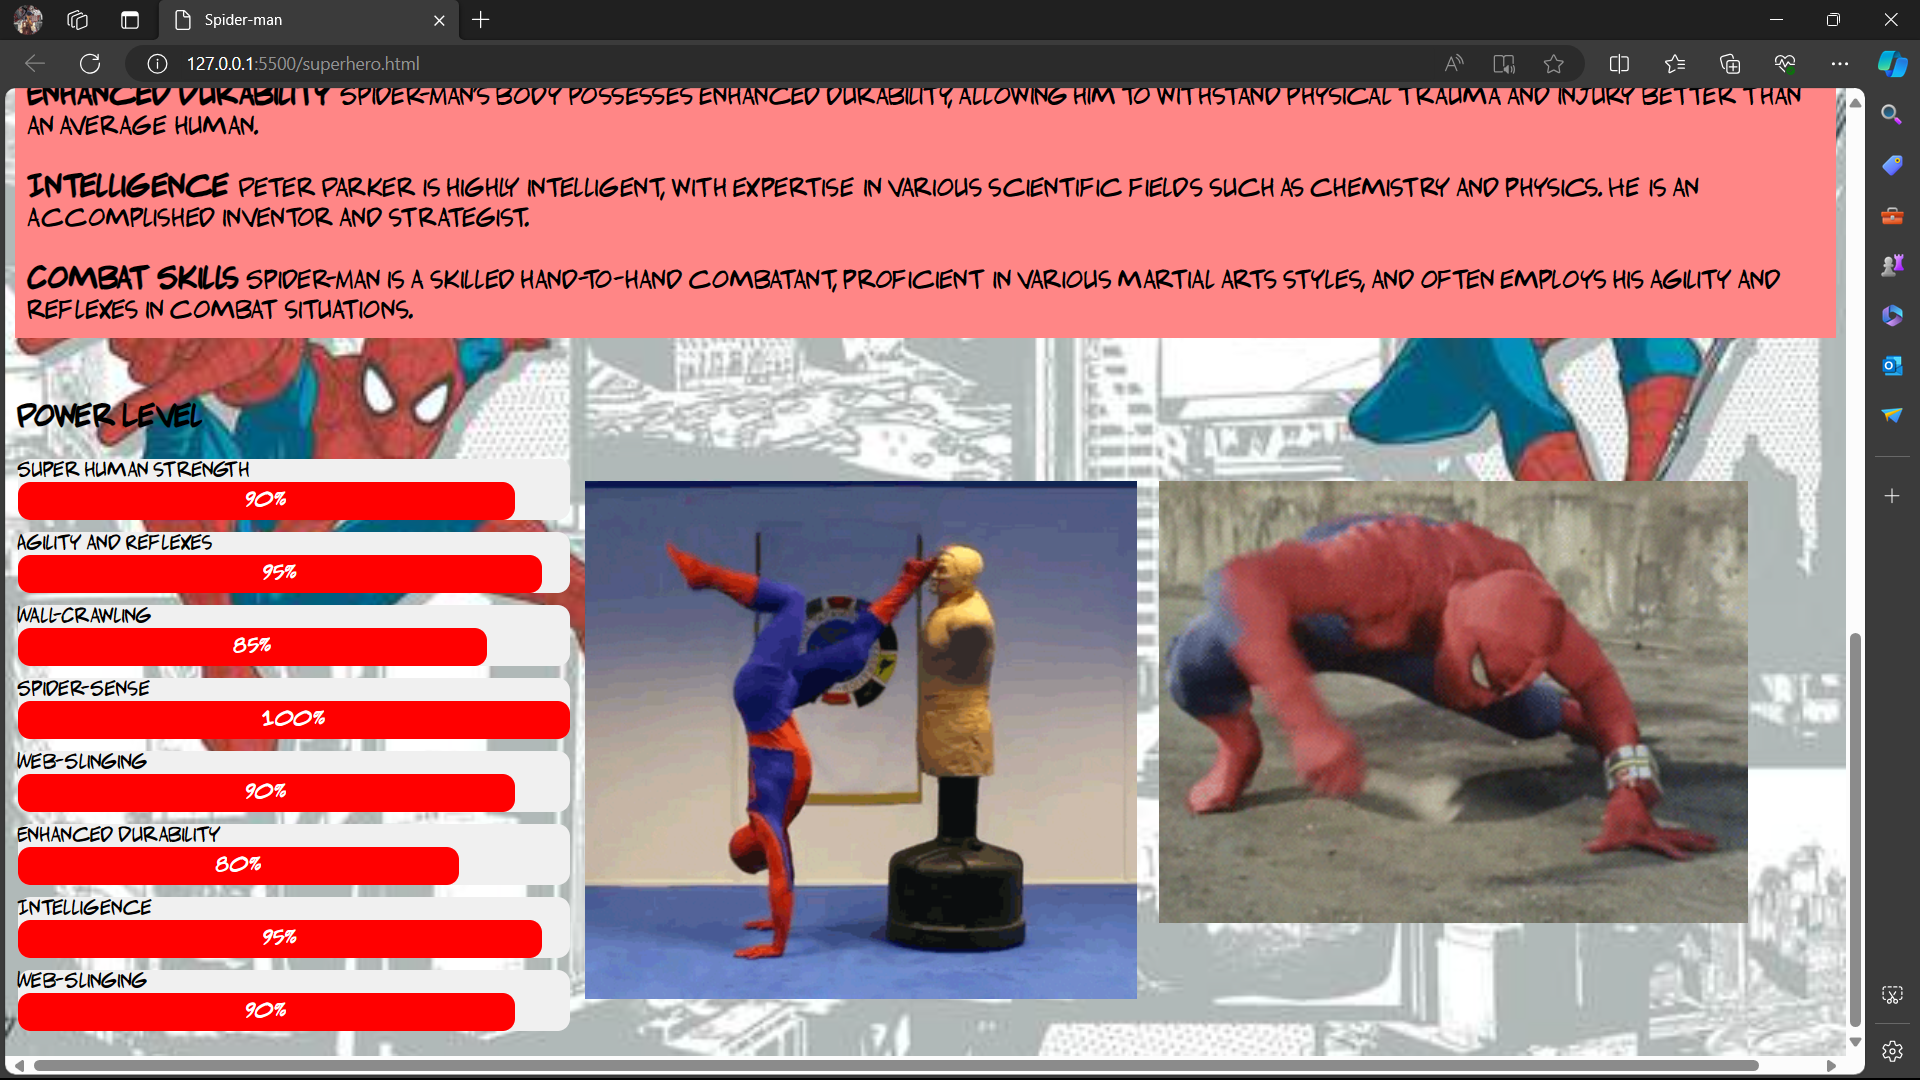 Spider-man
127.0.0.1:5500/superhero.html
ENHANCED DURABILITY SPIDER-MAN'S BODY POSSESSES ENHANCED DURABILITY, ALLOWING HIM TO WITHSTAND PHYSICAL TRAUMA AND INJURY BETTER THAN
AN AVERAGE HUMAN.
INTELLIGENCE PETER PARKER IS HIGHLY INTELLIGENT, WITH EXPERTISE IN VARIOUS SCIENTIFIC FIELDS SUCH AS CHEMISTRY AND PHYSICS. HE IS AN
ACCOMPLISHED INVENTOR AND STRATEGIST.
COMBAT SKILLS SPIDER-MAN IS A SKILLED HAND-TO-HAND COMBATANT, PROFICIENT IN VARIOUS MARTIAL ARTS STYLES, AND OFTEN EMPLOYS HIS AGILITY AND
REFLEXES IN COMBAT SITUATIONS.
POWER LEVEL
SUPER HUMAN STRENGTH
90%
AGILITY AND REFLEXES
95%
WALL-CRAWLING
85%
SPIDER-SENSE
100%
WEB-SLINGING
90%
ENHANCED DURABILITY
80%
INTELLIGENCE
95%
WEB-SLINGING
90%